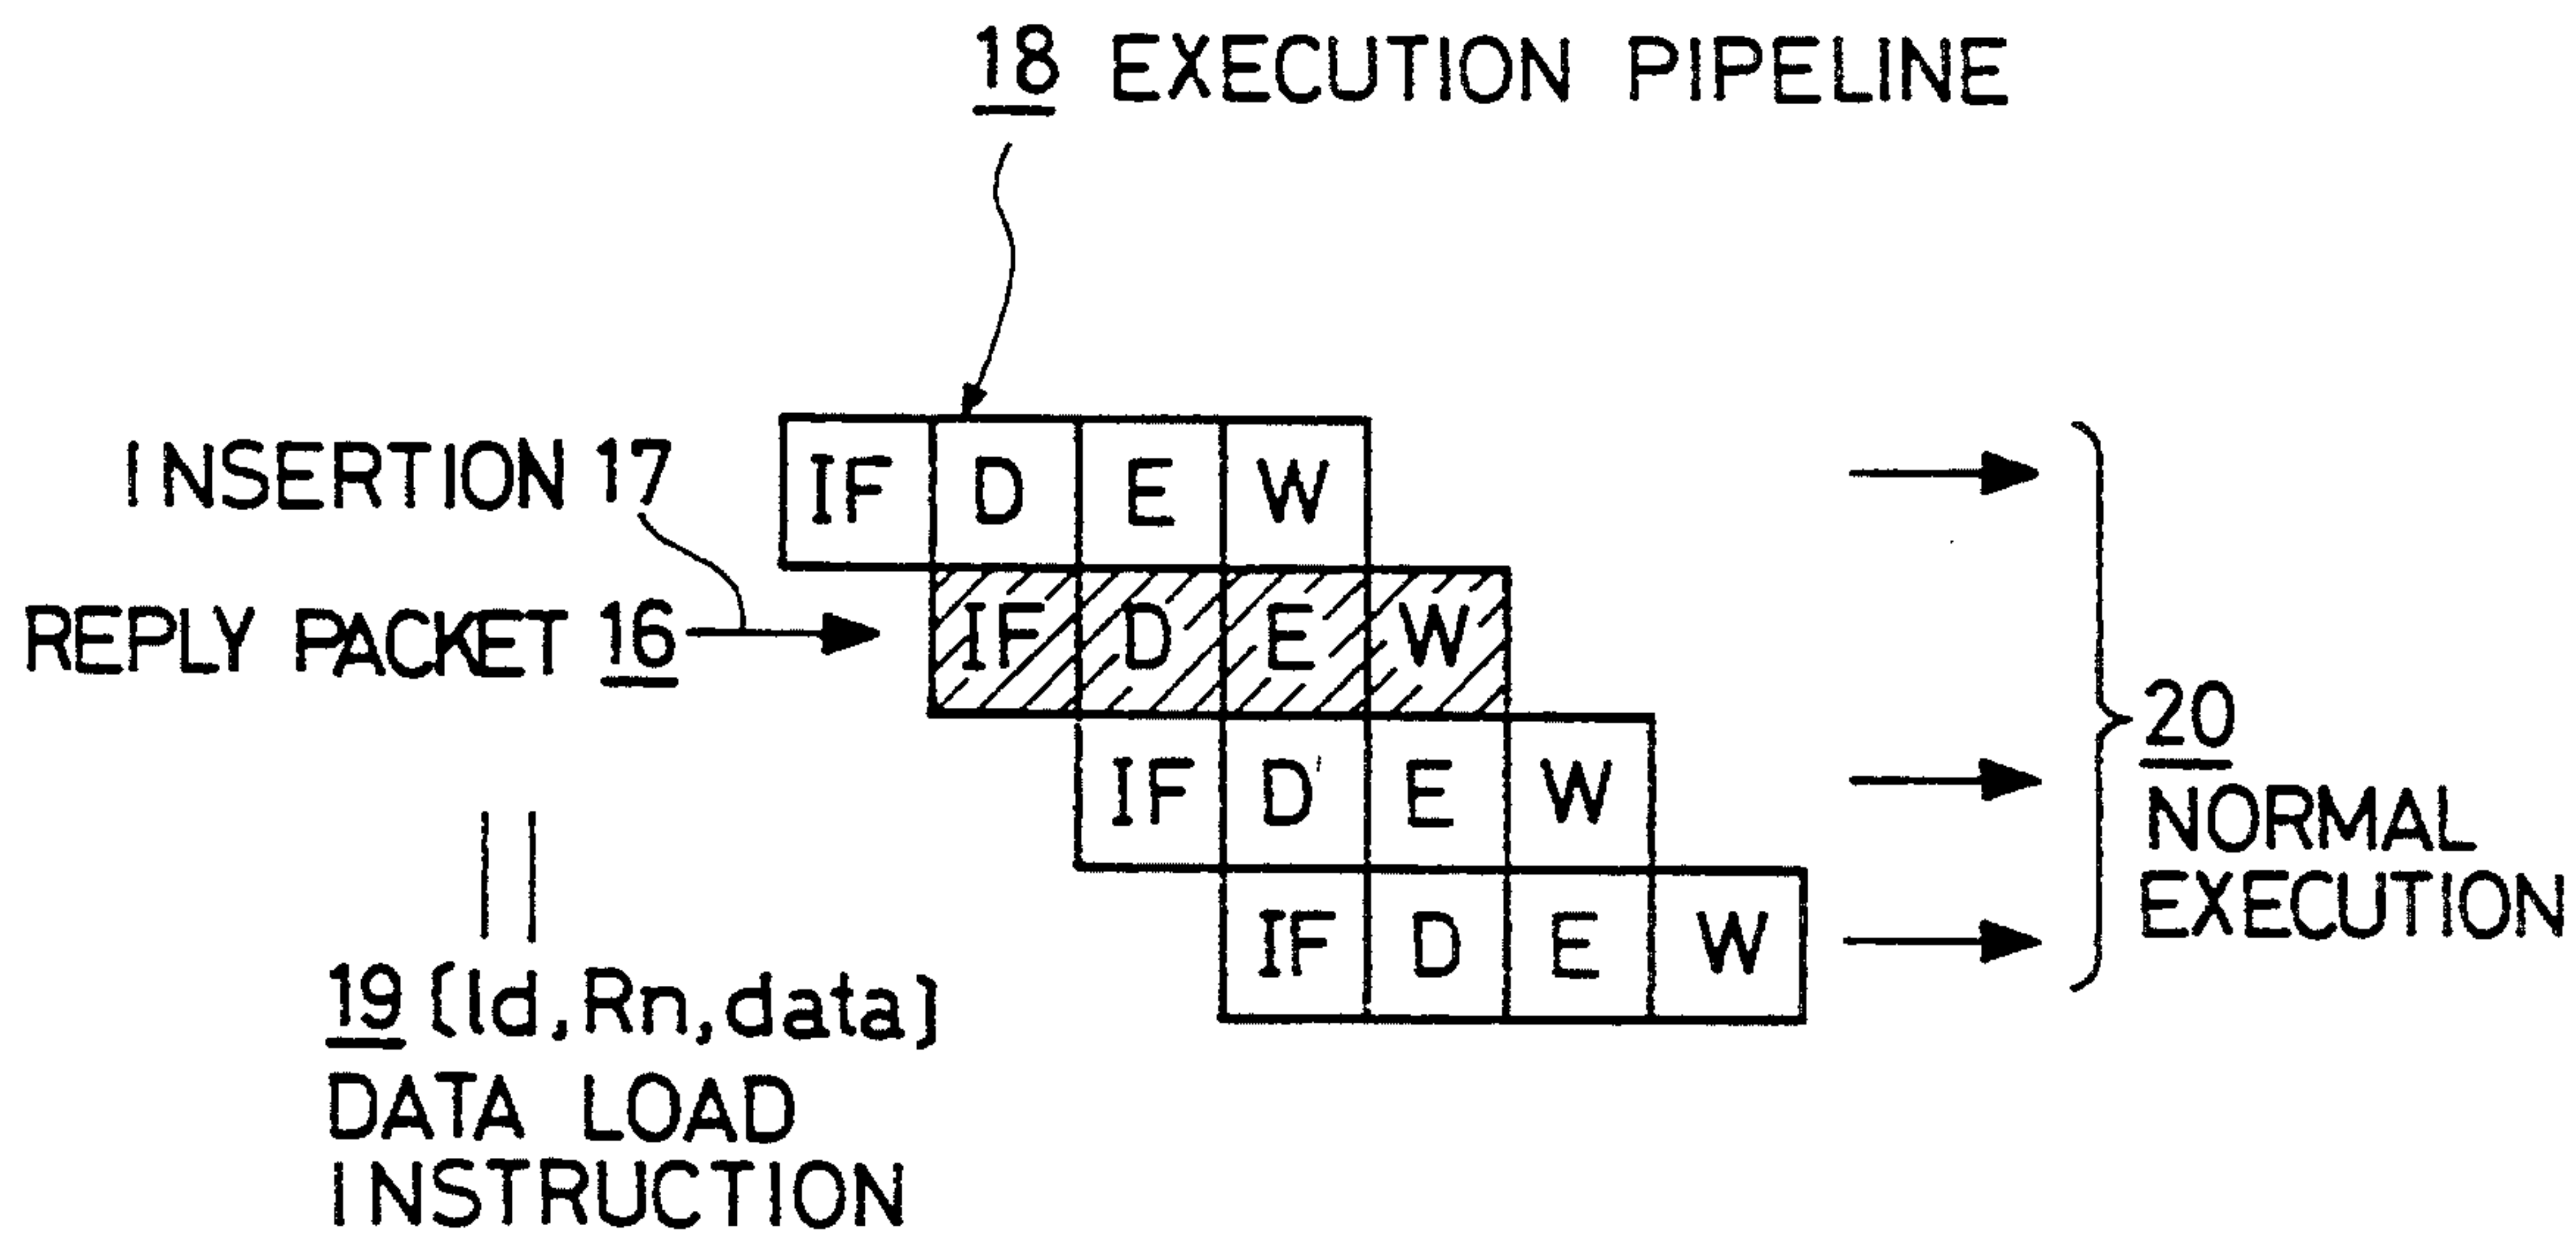 18 EXECUTION PIPELINE
INSERTION 17
IF D E W
REPLY PACKET 16
IF D E W
IF D E W
20
NORMAL
EXECUTION
IF D E W
19 (ld,Rn,data)
DATA LOAD
INSTRUCTION